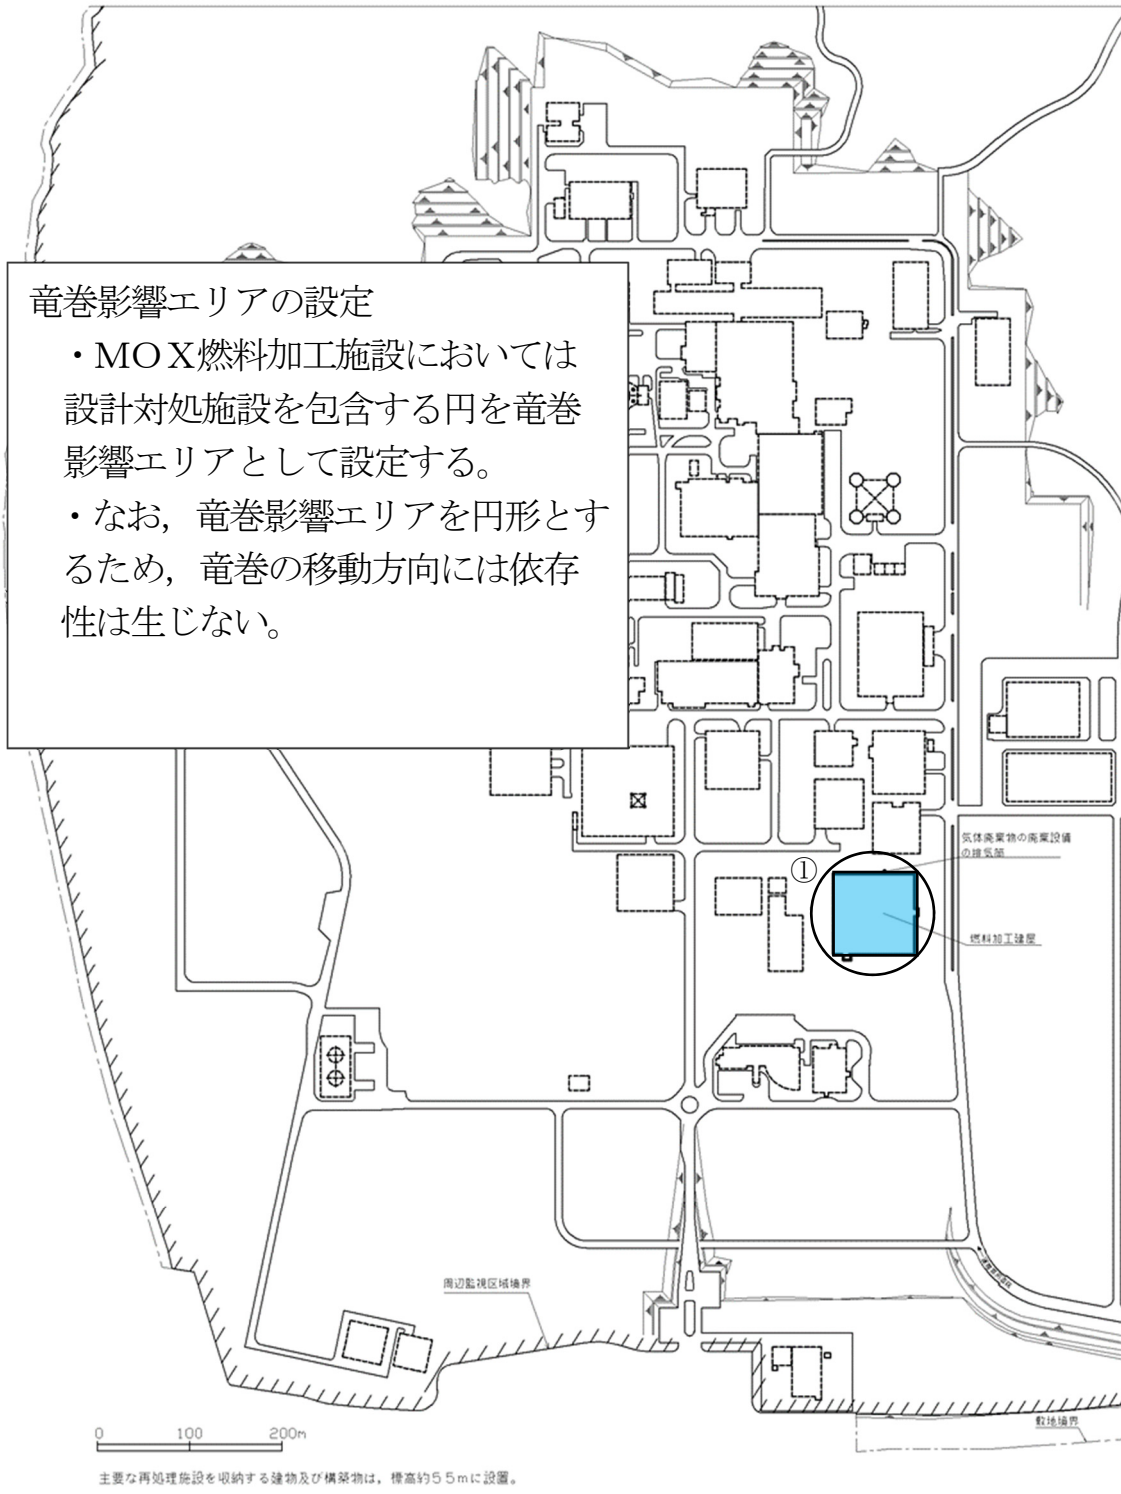 竜巻影響エリアの設定
・ＭＯＸ燃料加工施設においては
設計対処施設を包含する円を竜巻
影響エリアとして設定する。
・なお，竜巻影響エリアを円形とす
るため，竜巻の移動方向には依存
性は生じない。
気体廃棄物の廃棄設備
の排気筒
①
燃料加工建屋
周辺監視区域境界
敷地境界
0 100 200m
主要な再処理施設を収納する建物及び構築物は，標高約５５ｍに設置。